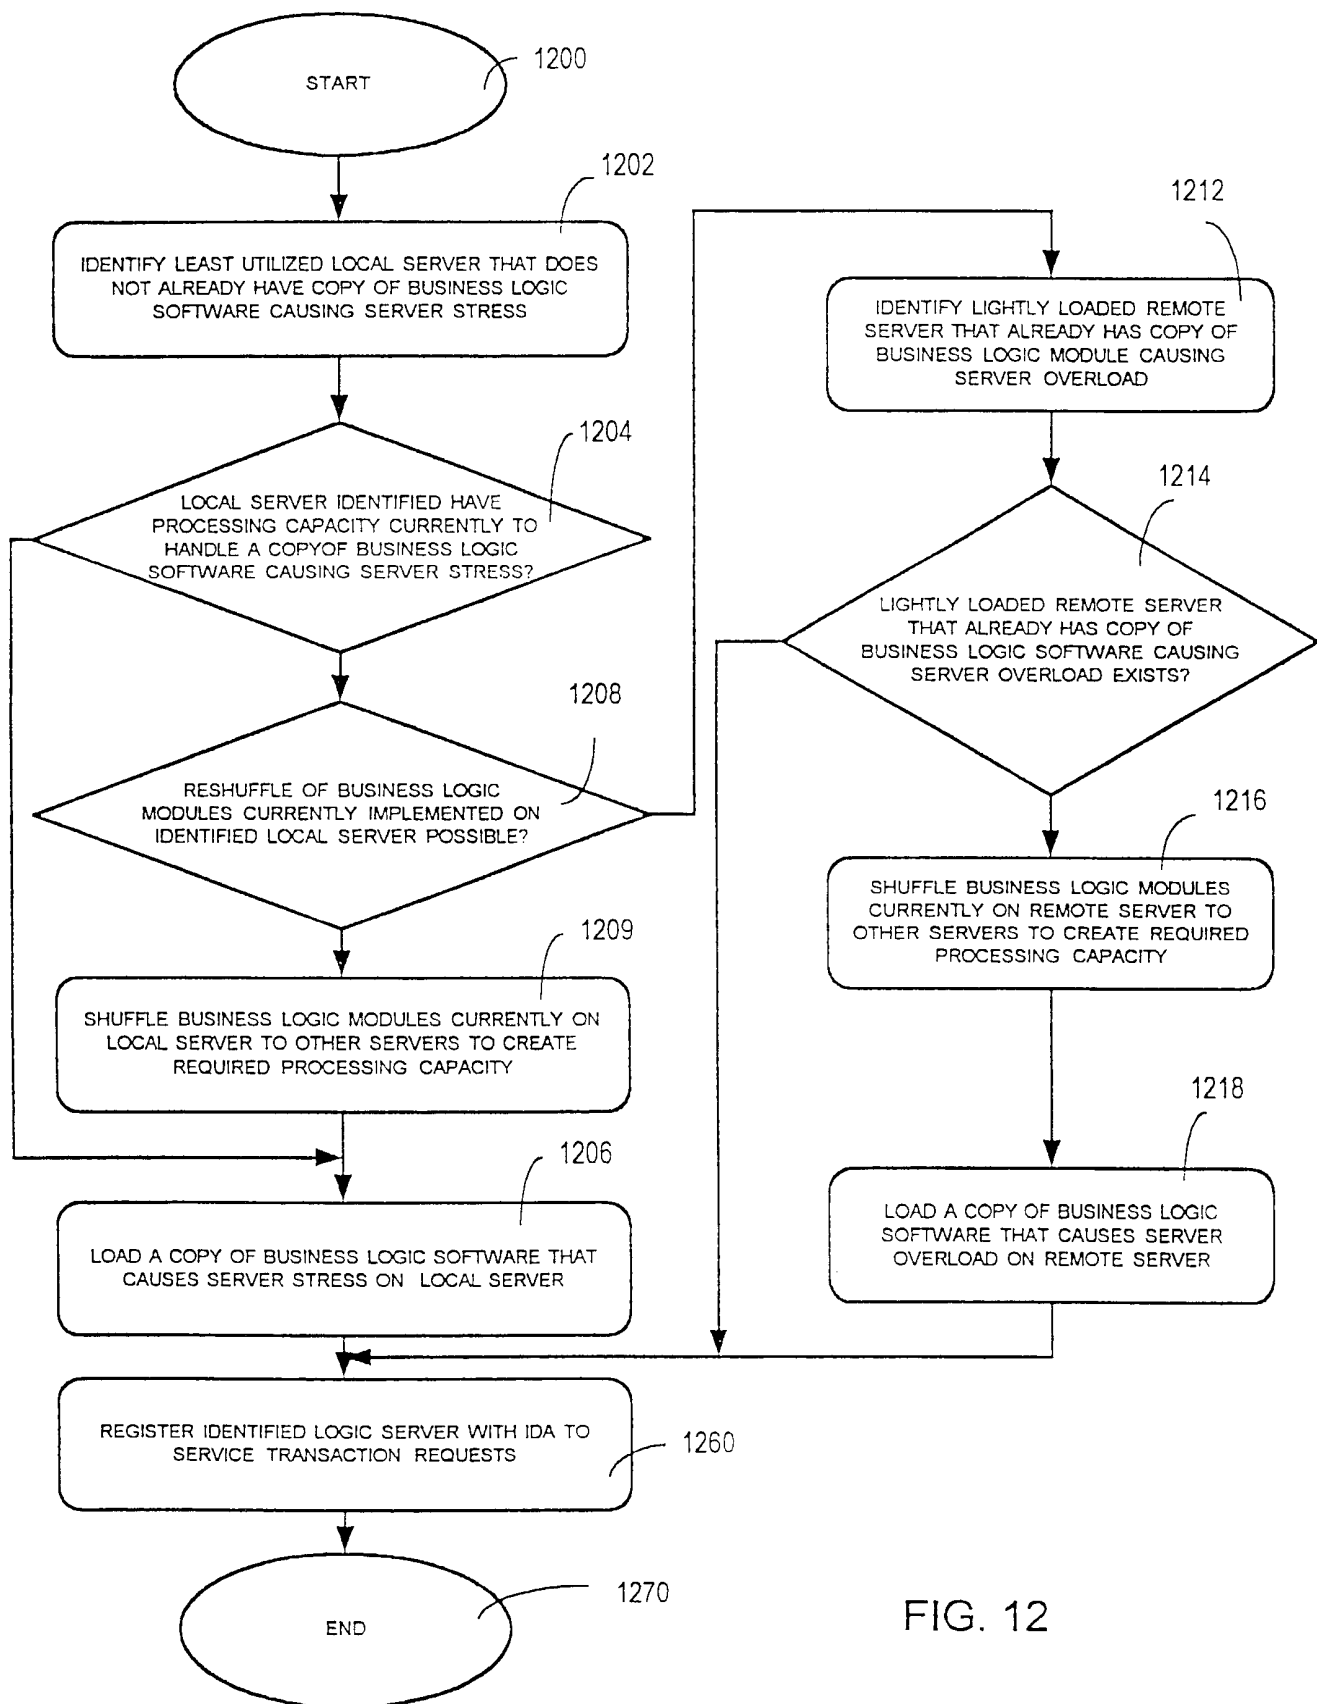 START
1200
1202
IDENTIFY LEAST UTILIZED LOCAL SERVER THAT DOES
NOT ALREADY HAVE COPY OF BUSINESS LOGIC
SOFTWARE CAUSING SERVER STRESS
1204
LOCAL SERVER IDENTIFIED HAVE
PROCESSING CAPACITY CURRENTLY TO
HANDLE A COPYOF BUSINESS LOGIC
SOFTWARE CAUSING SERVER STRESS?
1208
RESHUFFLE OF BUSINESS LOGIC
MODULES CURRENTLY IMPLEMENTED ON
IDENTIFIED LOCAL SERVER POSSIBLE?
1209
SHUFFLE BUSINESS LOGIC MODULES CURRENTLY ON
LOCAL SERVER TO OTHER SERVERS TO CREATE
REQUIRED PROCESSING CAPACITY
1206
LOAD A COPY OF BUSINESS LOGIC SOFTWARE THAT
CAUSES SERVER STRESS ON LOCAL SERVER
1212
IDENTIFY LIGHTLY LOADED REMOTE
SERVER THAT ALREADY HAS COPY OF
BUSINESS LOGIC MODULE CAUSING
SERVER OVERLOAD
1214
LIGHTLY LOADED REMOTE SERVER
THAT ALREADY HAS COPY OF
BUSINESS LOGIC SOFTWARE CAUSING
SERVER OVERLOAD EXISTS?
1216
SHUFFLE BUSINESS LOGIC MODULES
CURRENTLY ON REMOTE SERVER TO
OTHER SERVERS TO CREATE REQUIRED
PROCESSING CAPACITY
1218
LOAD A COPY OF BUSINESS LOGIC
SOFTWARE THAT CAUSES SERVER
OVERLOAD ON REMOTE SERVER
REGISTER IDENTIFIED LOGIC SERVER WITH IDA TO
SERVICE TRANSACTION REQUESTS
1260
END
1270
FIG. 12